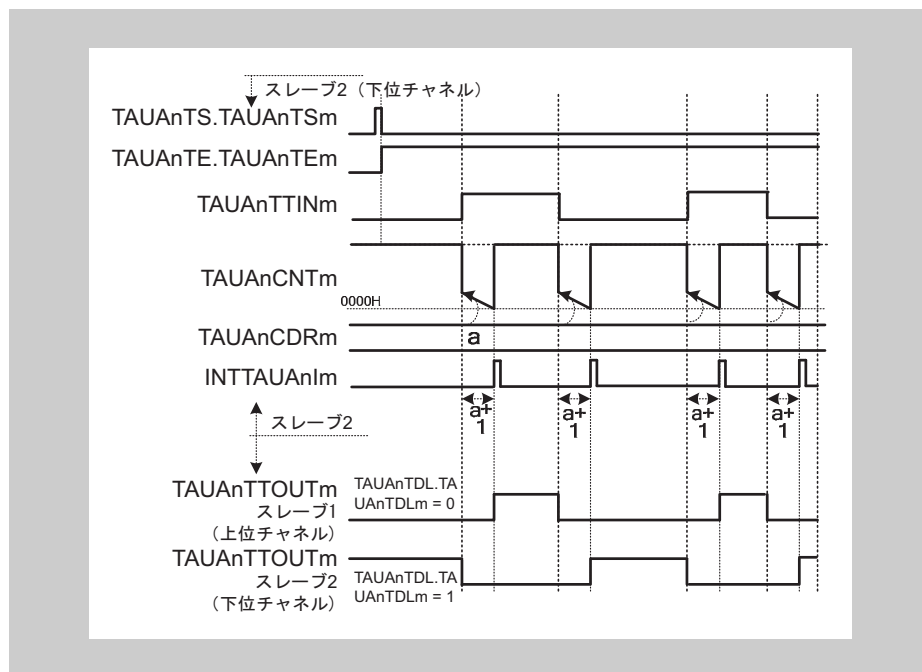 スレーブ2（下位チャネル）
TAUAnTS.TAUAnTSm
TAUAnTE.TAUAnTEm
TAUAnTTINm
TAUAnCNTm
0000H
TAUAnCDRm
a
INTTAUAnIm
a+
1
a+
1
a+
1
a+
1
スレーブ2
TAUAnTTOUTm
スレーブ1
（上位チャネル）
TAUAnTDL.TA
UAnTDLm = 0
TAUAnTTOUTm
スレーブ2
（下位チャネル）
TAUAnTDL.TA
UAnTDLm = 1